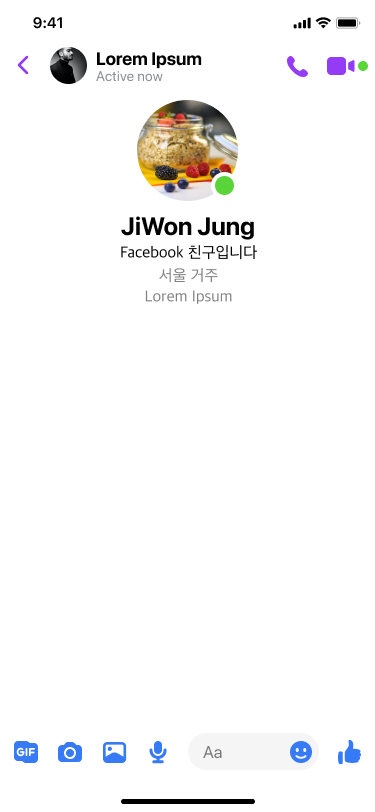 9:41
Lorem Ipsum
Active now
JiWon Jung
Facebook 친구입니다
서울 거주
Lorem Ipsum
GIF
Aa